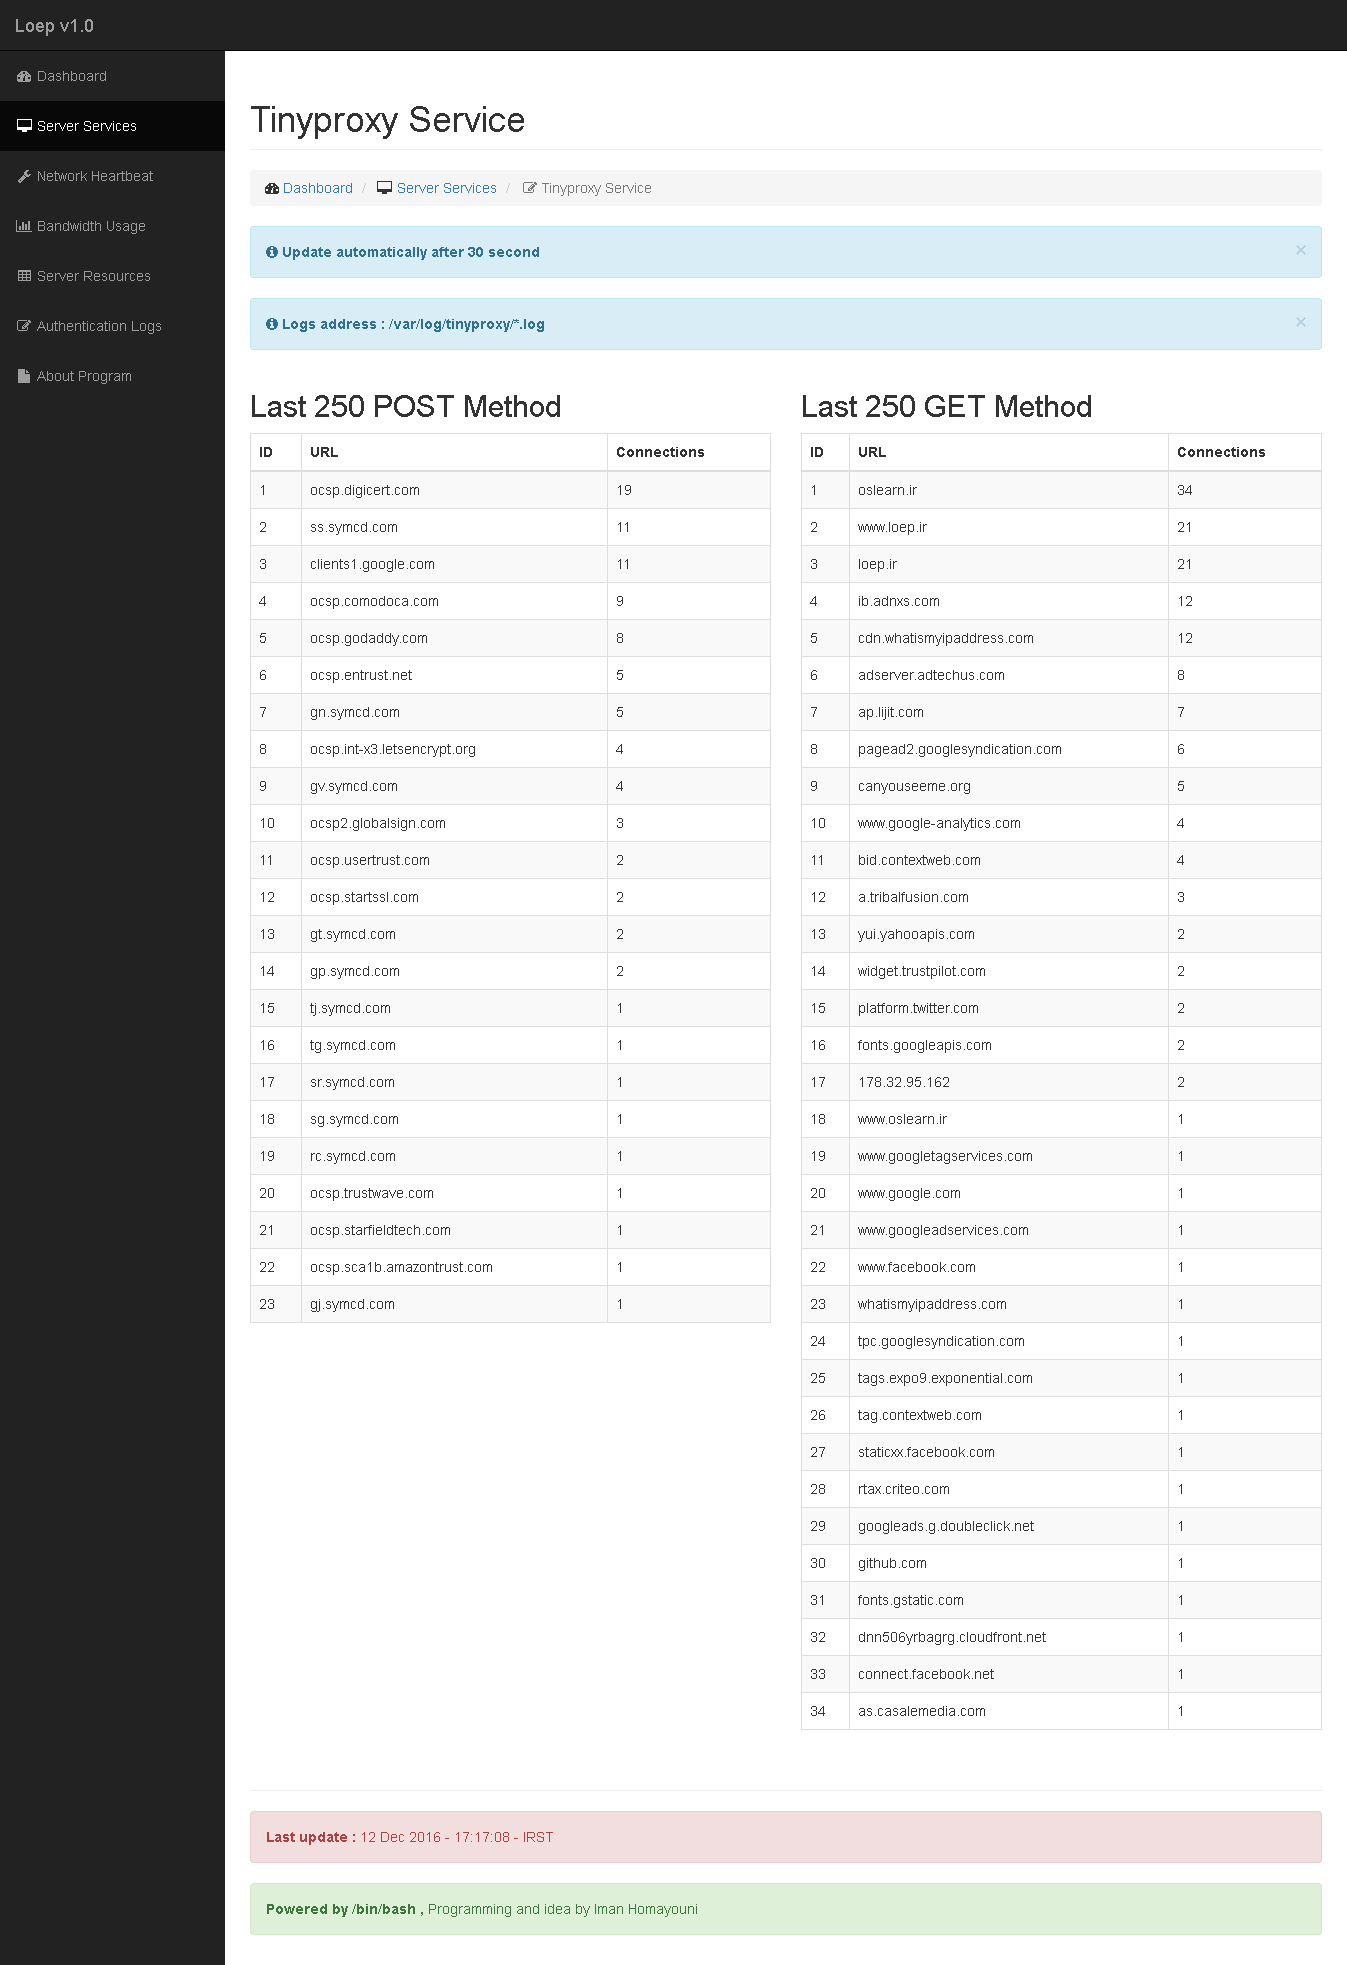 Loep v1.0
Dashboard
Server Services
Network Heartbeat
Bandwidth Usage
Server Resources
Authentication Logs
About Program
Tinyproxy Service
Dashboard / Server Services / Tinyproxy Service
Update automatically after 30 second ×
Logs address : /var/log/tinyproxy/*.log ×
Last 250 POST Method
ID URL Connections
1 ocsp.digicert.com 19
2 ss.symcd.com 11
3 clients1.google.com 11
4 ocsp.comodoca.com 9
5 ocsp.godaddy.com 8
6 ocsp.entrust.net 5
7 gn.symcd.com 5
8 ocsp.int-x3.letsencrypt.org 4
9 gv.symcd.com 4
10 ocsp2.globalsign.com 3
11 ocsp.usertrust.com 2
12 ocsp.startssl.com 2
13 gt.symcd.com 2
14 gp.symcd.com 2
15 tj.symcd.com 1
16 tg.symcd.com 1
17 sr.symcd.com 1
18 sg.symcd.com 1
19 rc.symcd.com 1
20 ocsp.trustwave.com 1
21 ocsp.starfieldtech.com 1
22 ocsp.sca1b.amazontrust.com 1
23 gj.symcd.com 1
Last 250 GET Method
ID URL Connections
1 oslearn.ir 34
2 www.loep.ir 21
3 loep.ir 21
4 ib.adnxs.com 12
5 cdn.whatismyipaddress.com 12
6 adserver.adtechus.com 8
7 ap.lijit.com 7
8 pagead2.googlesyndication.com 6
9 canyouseeme.org 5
10 www.google-analytics.com 4
11 bid.contextweb.com 4
12 a.tribalfusion.com 3
13 yui.yahooapis.com 2
14 widget.trustpilot.com 2
15 platform.twitter.com 2
16 fonts.googleapis.com 2
17 178.32.95.162 2
18 www.oslearn.ir 1
19 www.googletagservices.com 1
20 www.google.com 1
21 www.googleadservices.com 1
22 www.facebook.com 1
23 whatismyipaddress.com 1
24 tpc.googlesyndication.com 1
25 tags.expo9.exponential.com 1
26 tag.contextweb.com 1
27 staticxx.facebook.com 1
28 rtax.criteo.com 1
29 googleads.g.doubleclick.net 1
30 github.com 1
31 fonts.gstatic.com 1
32 dnn506yrbagrg.cloudfront.net 1
33 connect.facebook.net 1
34 as.casalemedia.com 1
Last update : 12 Dec 2016 - 17:17:08 - IRST
Powered by /bin/bash , Programming and idea by Iman Homayouni